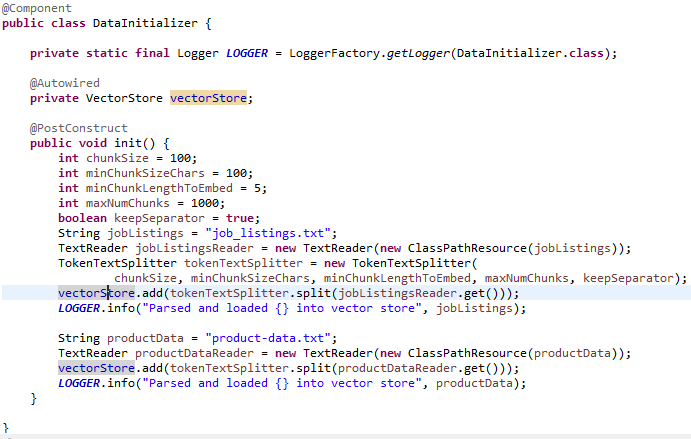 @Component
public class DataInitializer {
private static final Logger LOGGER = LoggerFactory.getLogger(DataInitializer.class);
@Autowired
private VectorStore vectorStore;
@PostConstruct
public void init() {
int chunkSize = 100;
int minChunkSizeChars = 100;
int minChunkLengthToEmbed = 5;
int maxNumChunks = 1000;
boolean keepSeparator = true;
String jobListings = "job_listings.txt";
TextReader jobListingsReader = new TextReader(new ClassPathResource(jobListings));
TokenTextSplitter tokenTextSplitter = new TokenTextSplitter(
chunkSize, minChunkSizeChars, minChunkLengthToEmbed, maxNumChunks, keepSeparator);
vectorStore.add(tokenTextSplitter.split(jobListingsReader.get()));
LOGGER.info("Parsed and loaded {} into vector store", jobListings);
String productData = "product-data.txt";
TextReader productDataReader = new TextReader(new ClassPathResource(productData));
vectorStore.add(tokenTextSplitter.split(productDataReader.get()));
LOGGER.info("Parsed and loaded {} into vector store", productData);
}
}